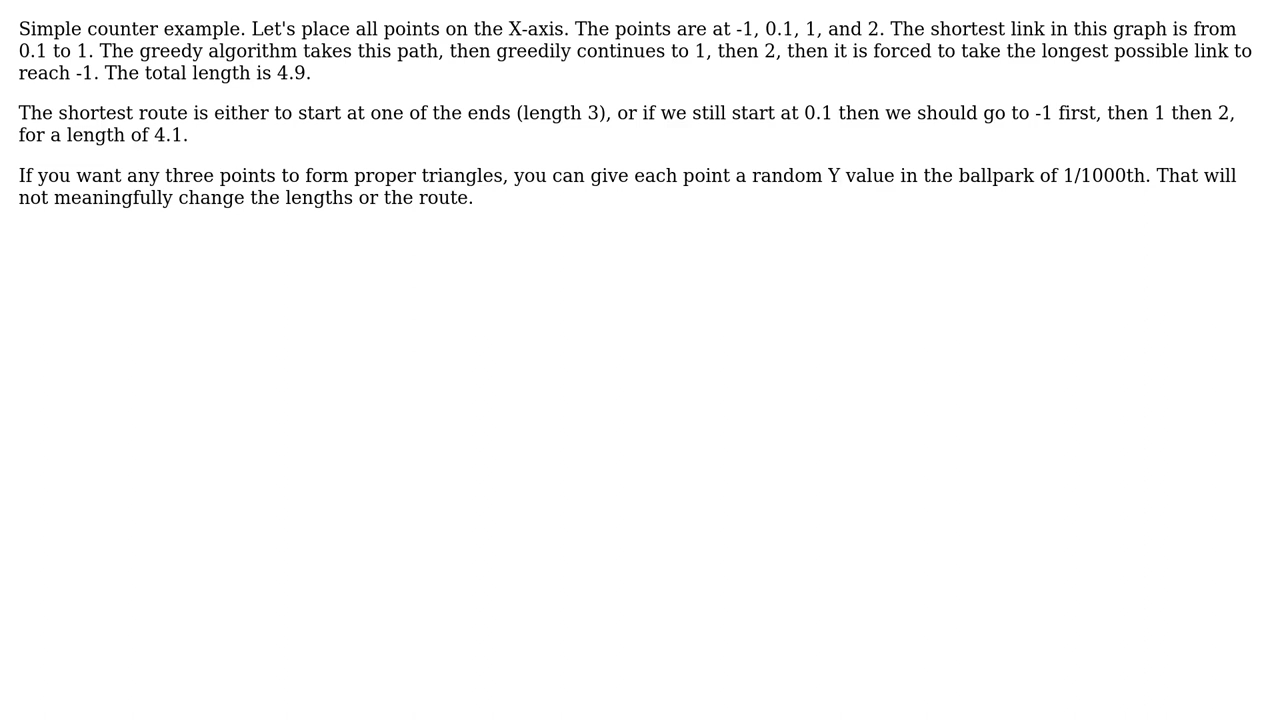 Simple counter example. Let's place all points on the X-axis. The points are at -1, 0.1, 1, and 2. The shortest link in this graph is from
0.1 to 1. The greedy algorithm takes this path, then greedily continues to 1, then 2, then it is forced to take the longest possible link to
reach -1. The total length is 4.9.
The shortest route is either to start at one of the ends (length 3), or if we still start at 0.1 then we should go to -1 first, then 1 then 2,
for a length of 4.1.
If you want any three points to form proper triangles, you can give each point a random Y value in the ballpark of 1/1000th. That will
not meaningfully change the lengths or the route.